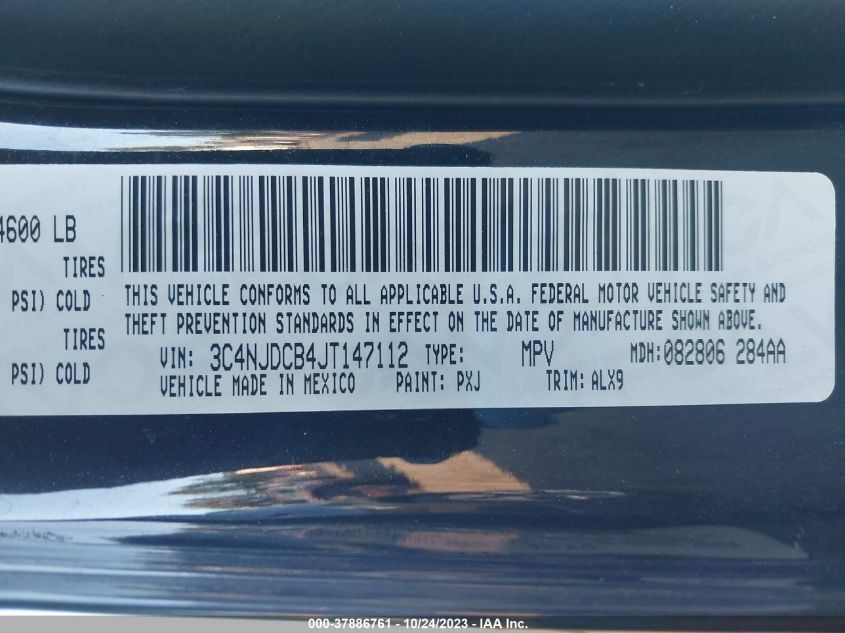 4600 LB
TIRES
PSI) COLD
TIRES
PSI) COLD
THIS VEHICLE CONFORMS TO ALL APPLICABLE U.S.A. FEDERAL MOTOR VEHICLE SAFETY AND
THEFT PREVENTION STANDARDS IN EFFECT ON THE DATE OF MANUFACTURE SHOWN ABOVE.
VIN: 3C4NJDCB4JT147112 TYPE: MPV MDH:082806 284AA
VEHICLE MADE IN MEXICO PAINT: PXJ TRIM: ALX9
000-37886761 - 10/24/2023 - IAA Inc.